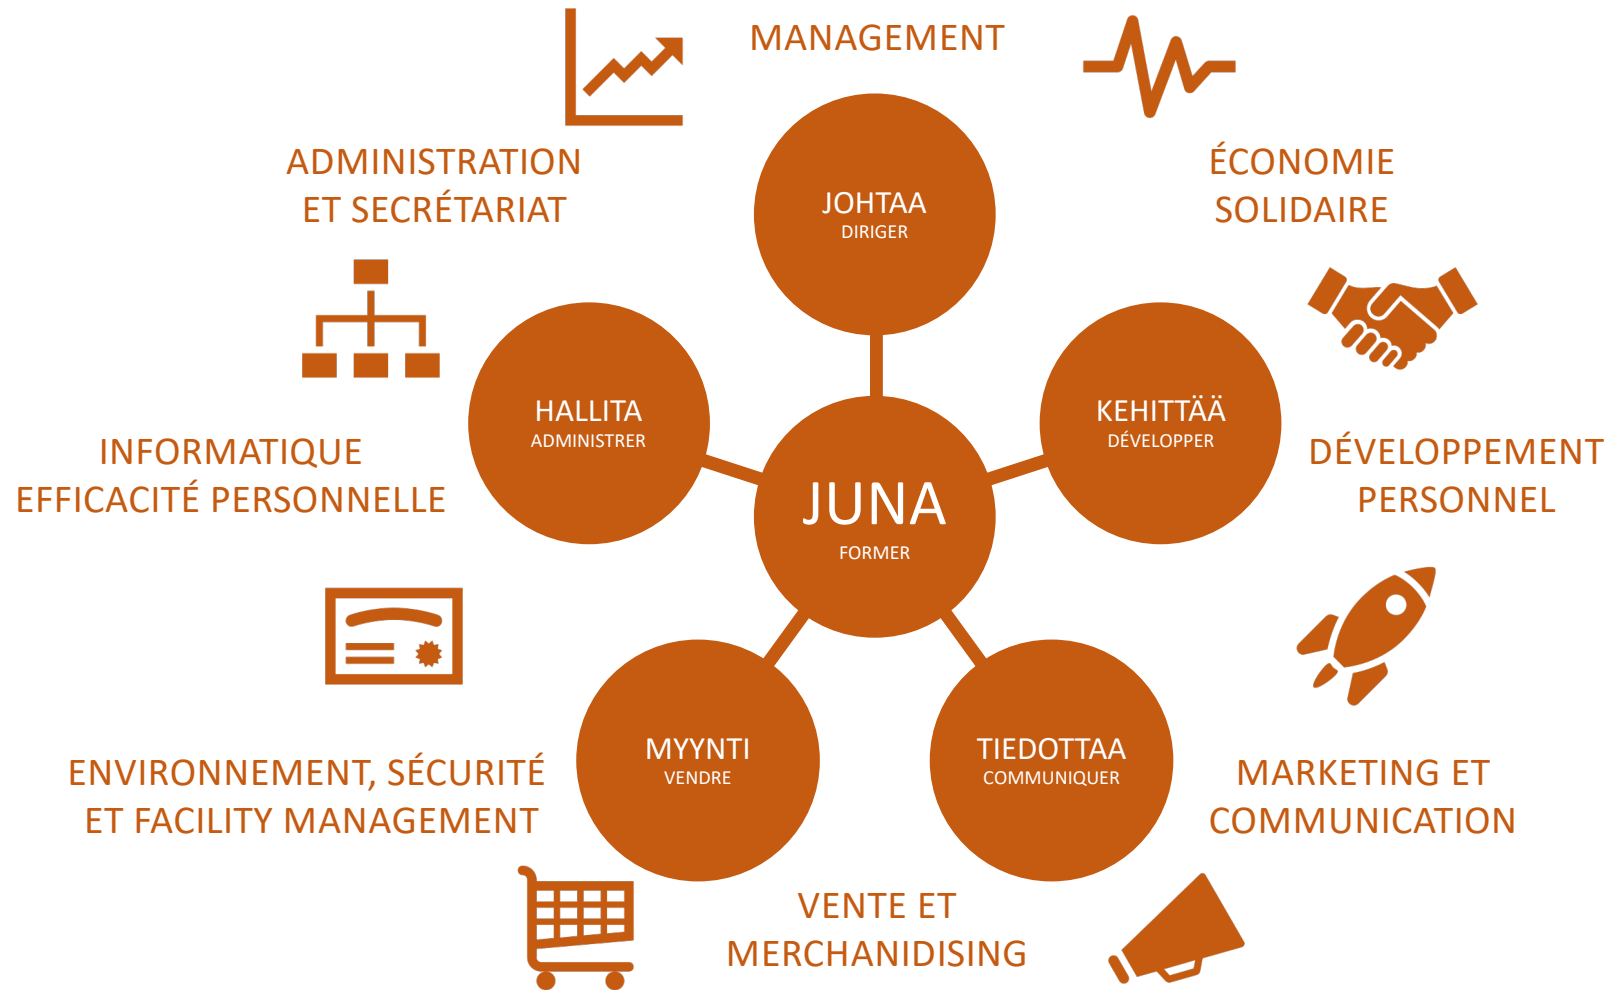 MANAGEMENT
ADMINISTRATION
ET SECRÉTARIAT
ÉCONOMIE
SOLIDAIRE
JOHTAA
DIRIGER
HALLITA
ADMINISTRER
KEHITTÄÄ
DÉVELOPPER
INFORMATIQUE
EFFICACITÉ PERSONNELLE
DÉVELOPPEMENT
PERSONNEL
JUNA
FORMER
MYYNTI
VENDRE
TIEDOTTAA
COMMUNIQUER
ENVIRONNEMENT, SÉCURITÉ
ET FACILITY MANAGEMENT
MARKETING ET
COMMUNICATION
VENTE ET
MERCHANIDISING